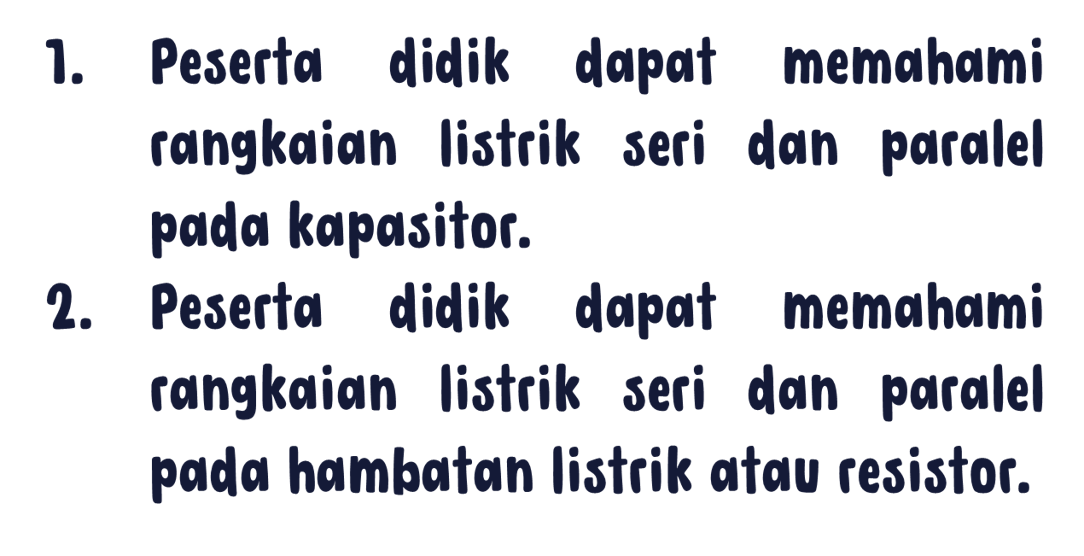 1. Peserta didik dapat memahami
rangkaian listrik seri dan paralel
pada kapasitor.
2. Peserta didik dapat memahami
rangkaian listrik seri dan paralel
pada hambatan listrik atau resistor.